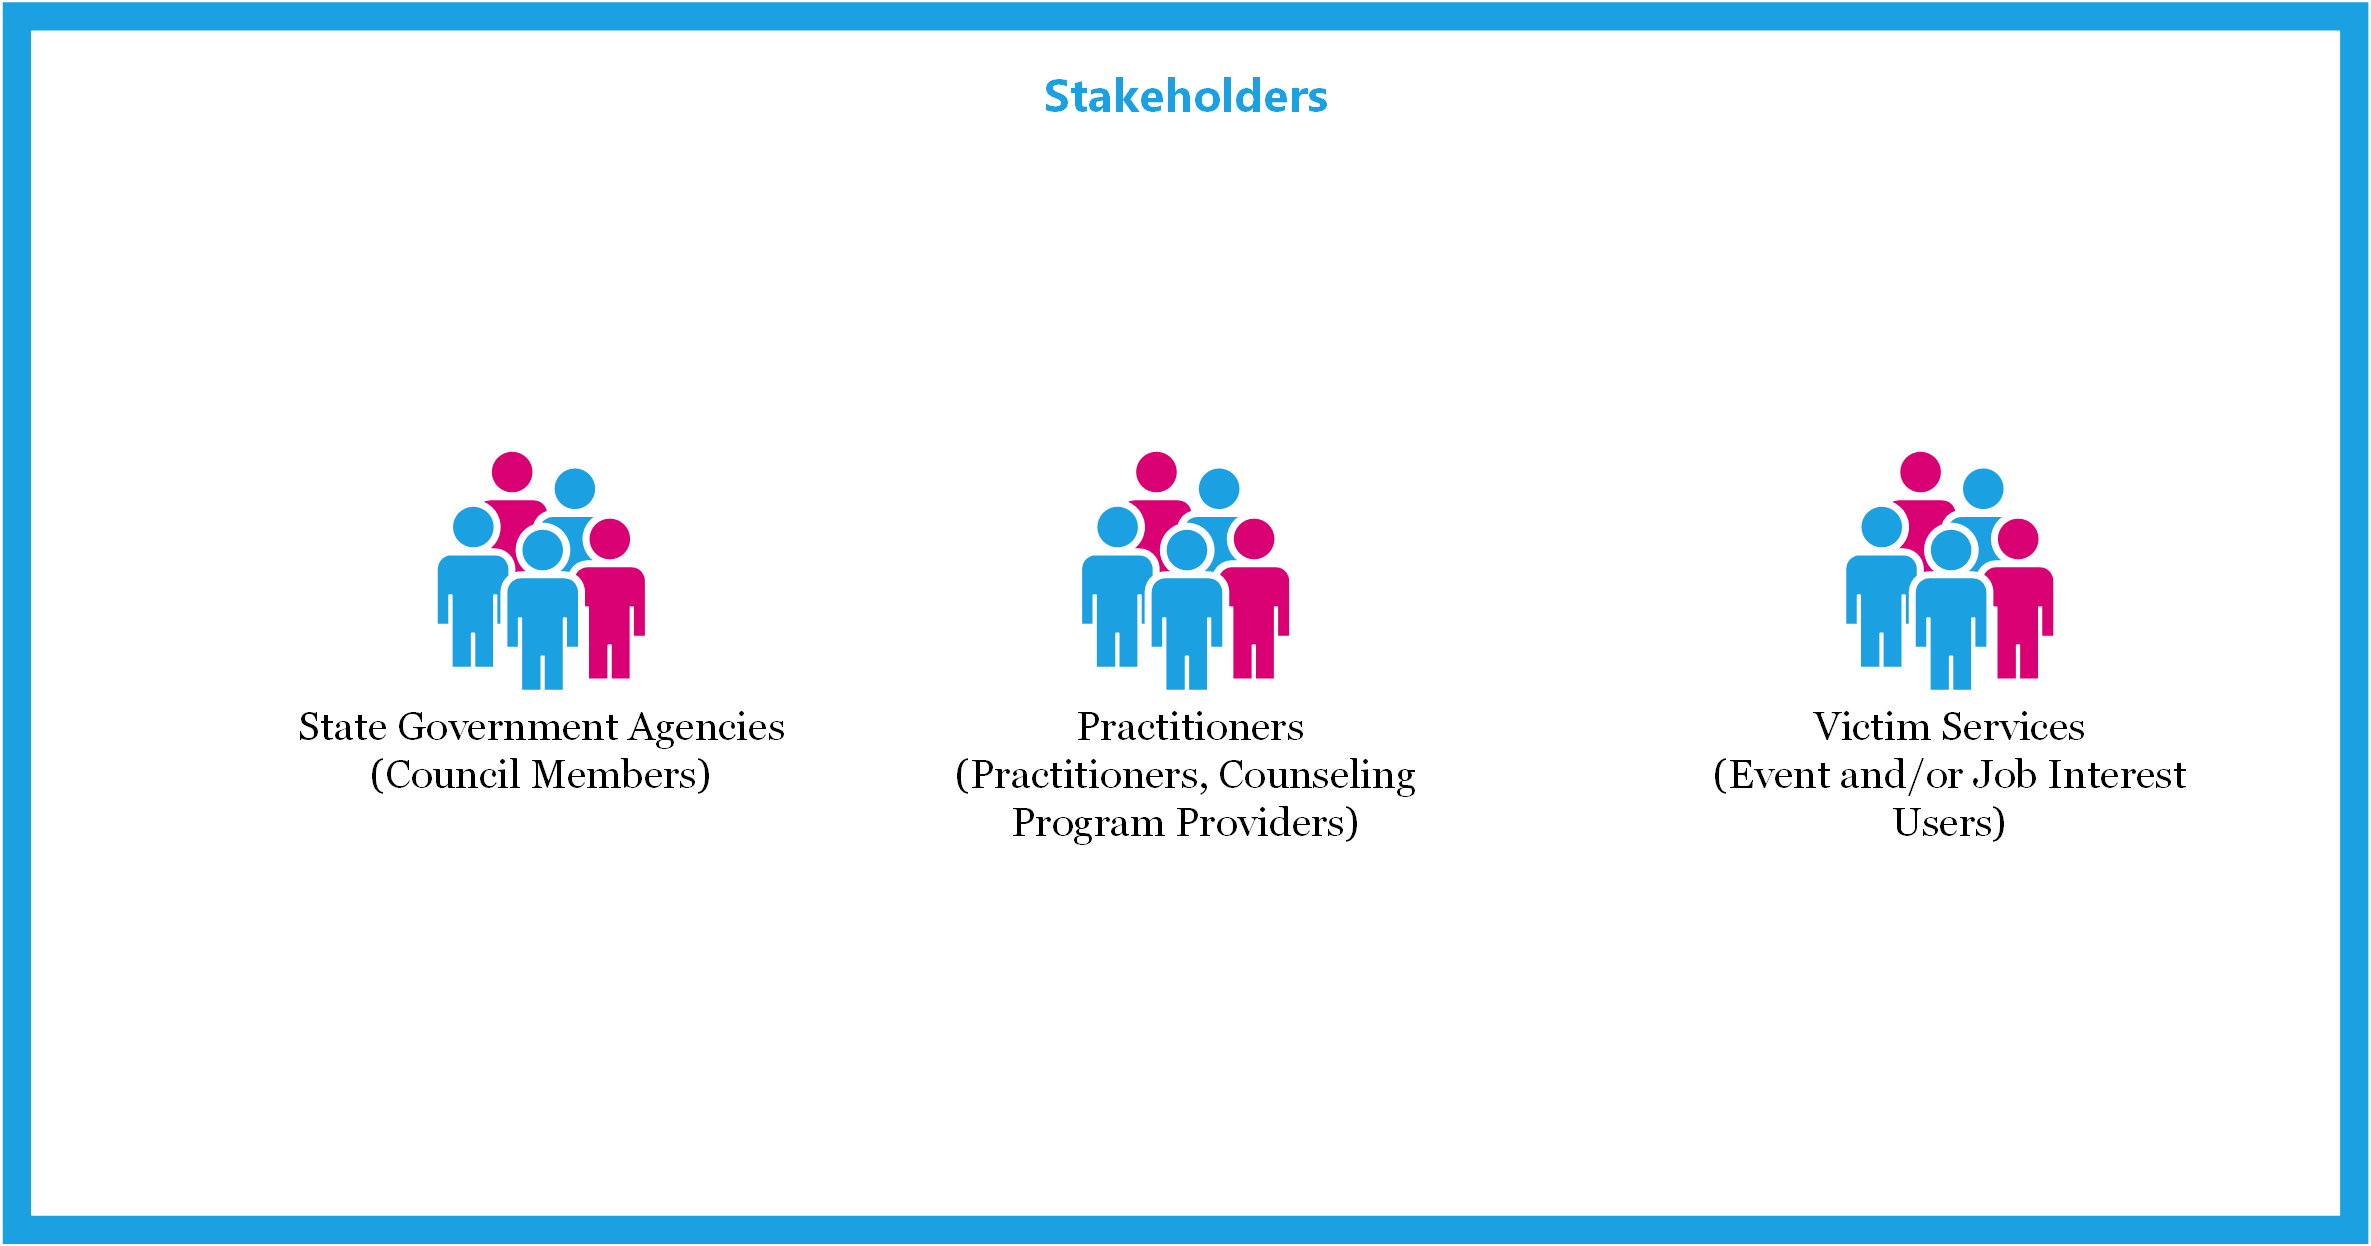 Stakeholders
State Government Agencies
(Council Members)
Practitioners
(Practitioners, Counseling
Program Providers)
Victim Services
(Event and/or Job Interest
Users)